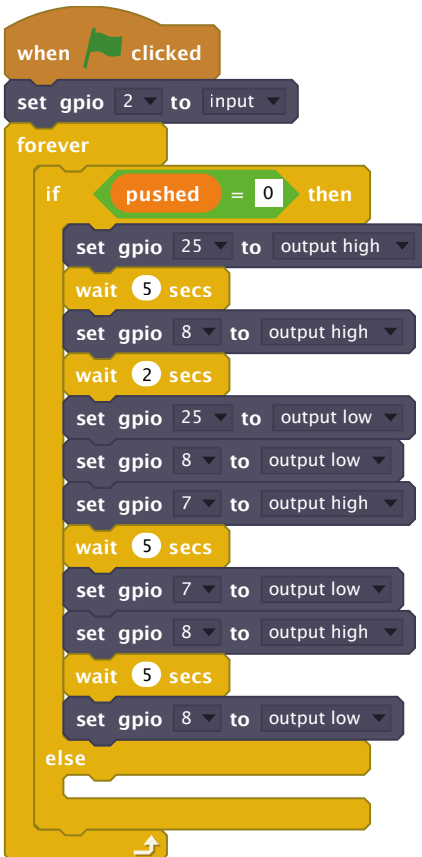 when clicked
set gpio 2 to input
forever
if pushed = 0 then
set gpio 25 to output high
wait 5 secs
set gpio 8 to output high
wait 2 secs
set gpio 25 to output low
set gpio 8 to output low
set gpio 7 to output high
wait 5 secs
set gpio 7 to output low
set gpio 8 to output high
wait 5 secs
set gpio 8 to output low
else